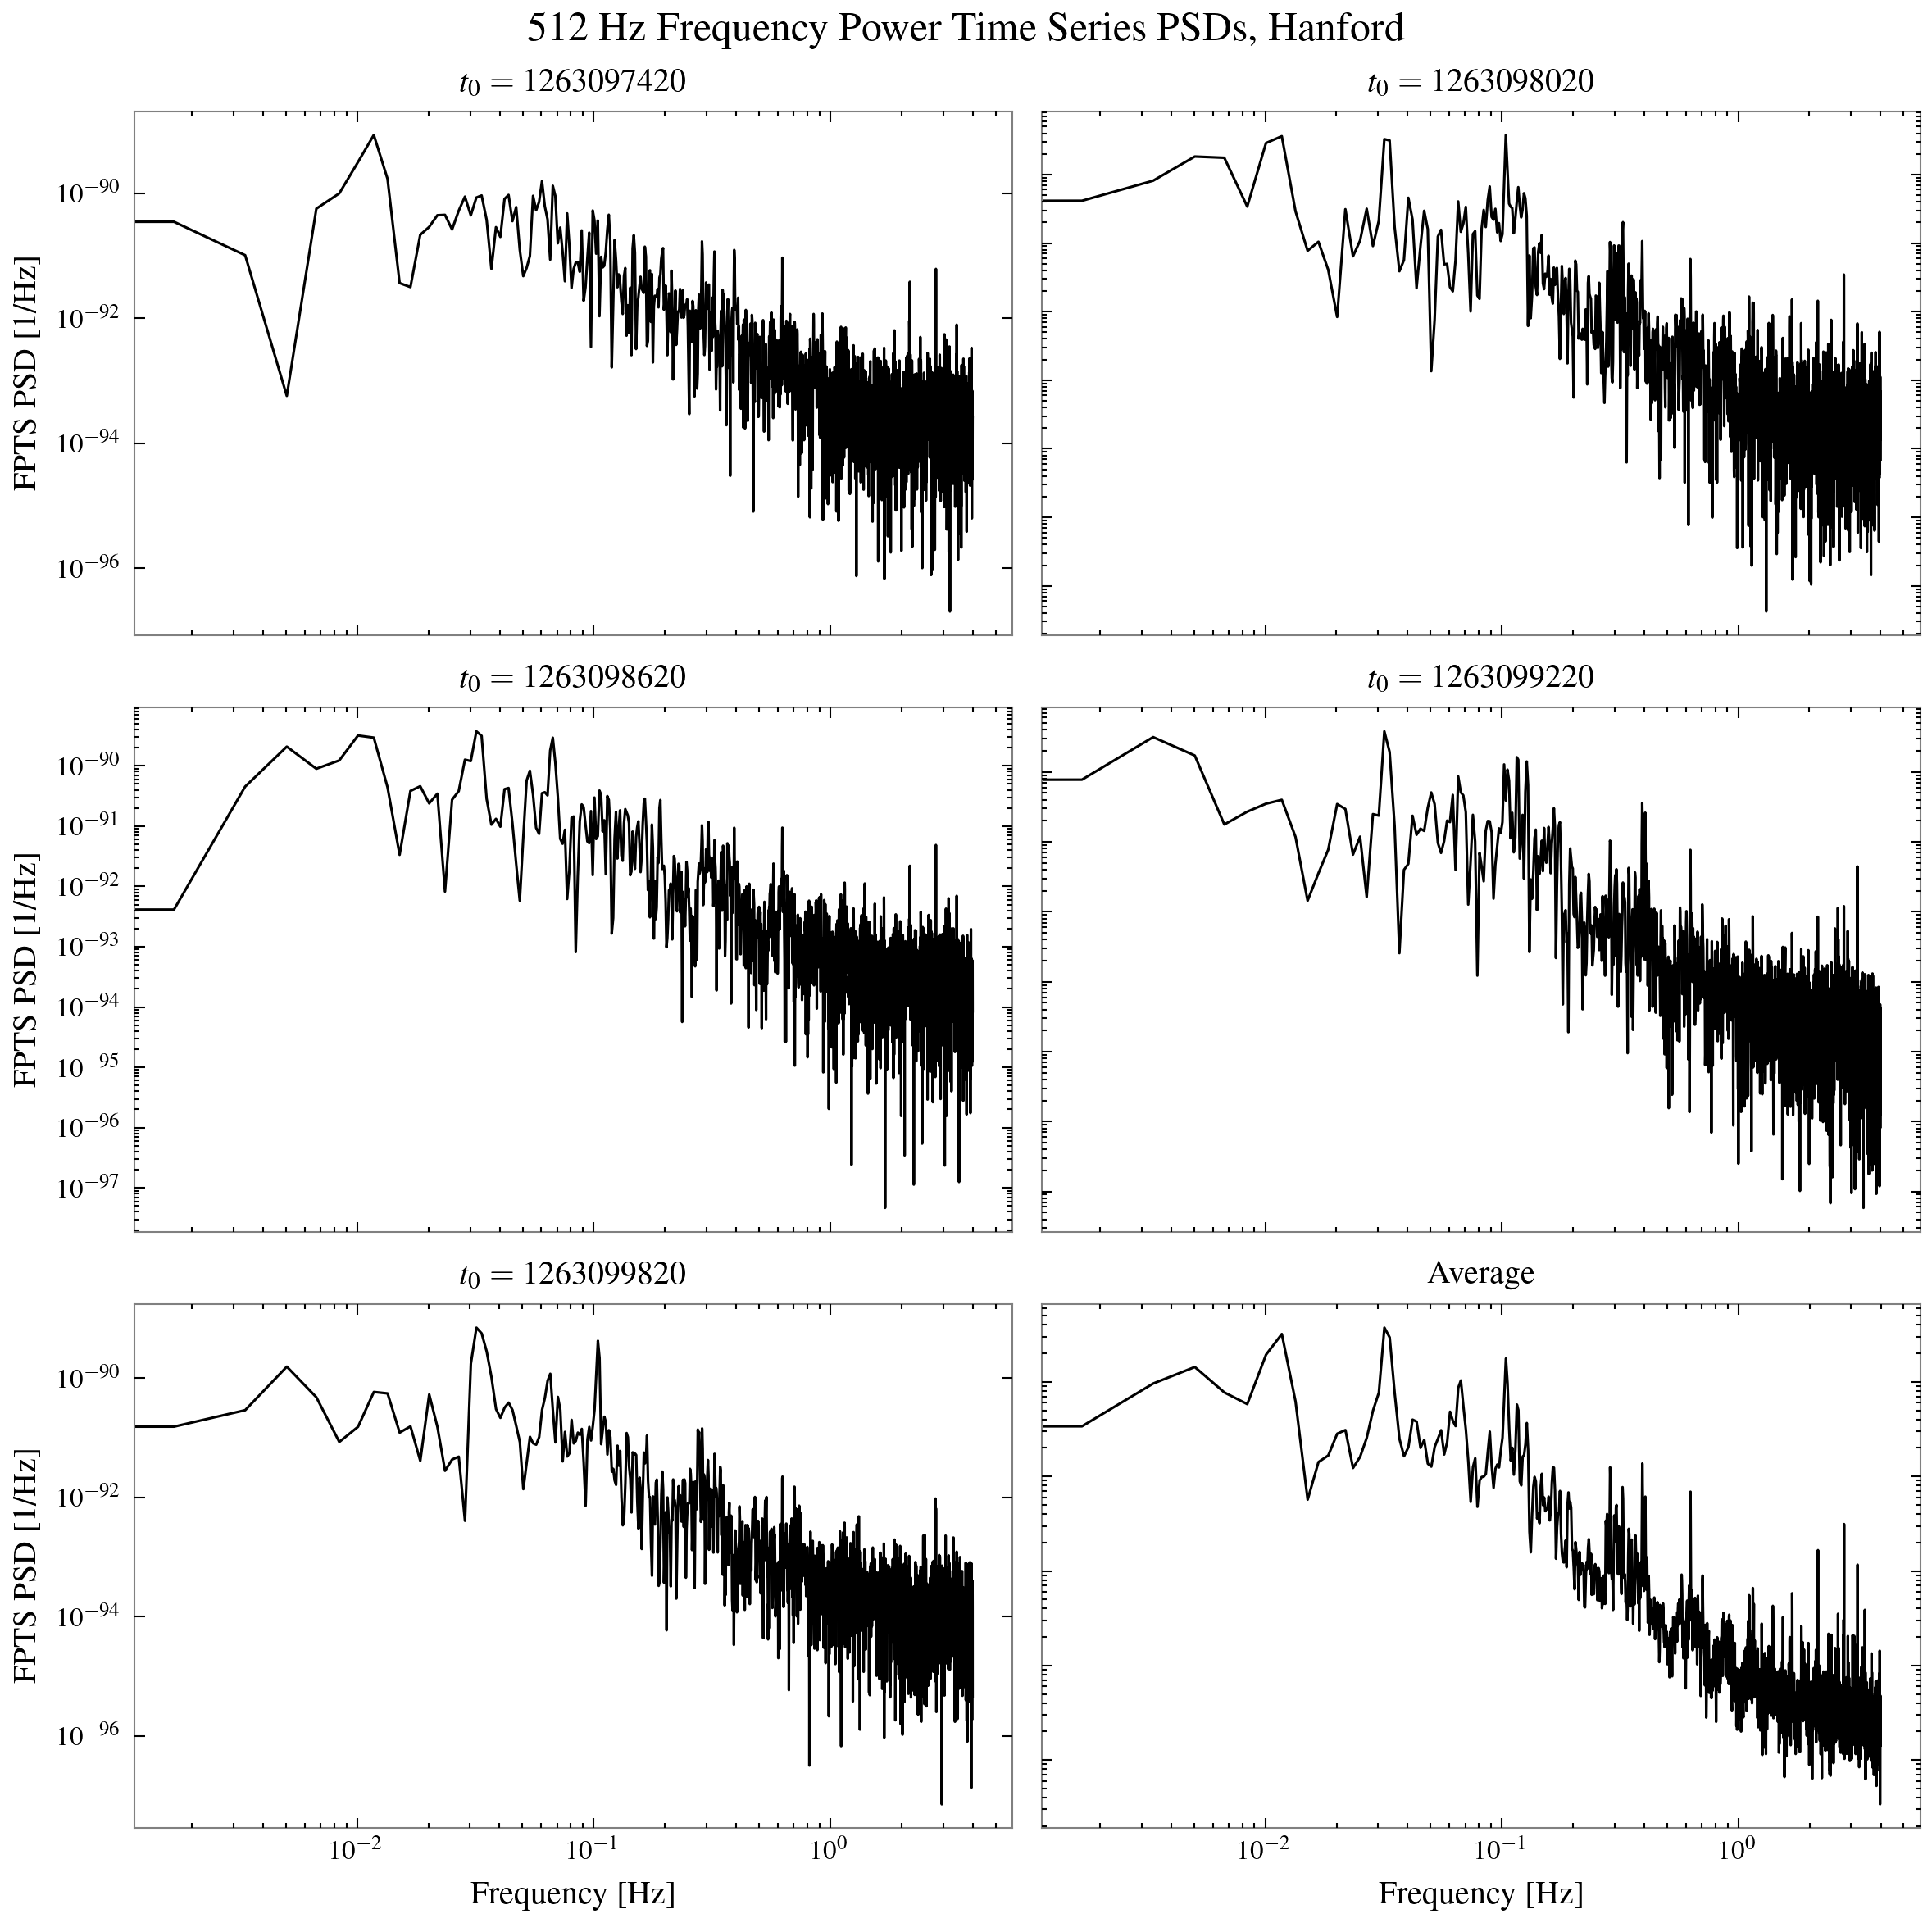 512 Hz Frequency Power Time Series PSDs, Hanford
t₀ = 1263097420
t₀ = 1263098020
FPTS PSD [1/Hz]
10⁻⁹⁰
10⁻⁹²
10⁻⁹⁴
10⁻⁹⁶
t₀ = 1263098620
t₀ = 1263099220
FPTS PSD [1/Hz]
10⁻⁹⁰
10⁻⁹¹
10⁻⁹²
10⁻⁹³
10⁻⁹⁴
10⁻⁹⁵
10⁻⁹⁶
10⁻⁹⁷
t₀ = 1263099820
Average
FPTS PSD [1/Hz]
10⁻⁹⁰
10⁻⁹²
10⁻⁹⁴
10⁻⁹⁶
10⁻² 10⁻¹ 10⁰
10⁻² 10⁻¹ 10⁰
Frequency [Hz]
Frequency [Hz]